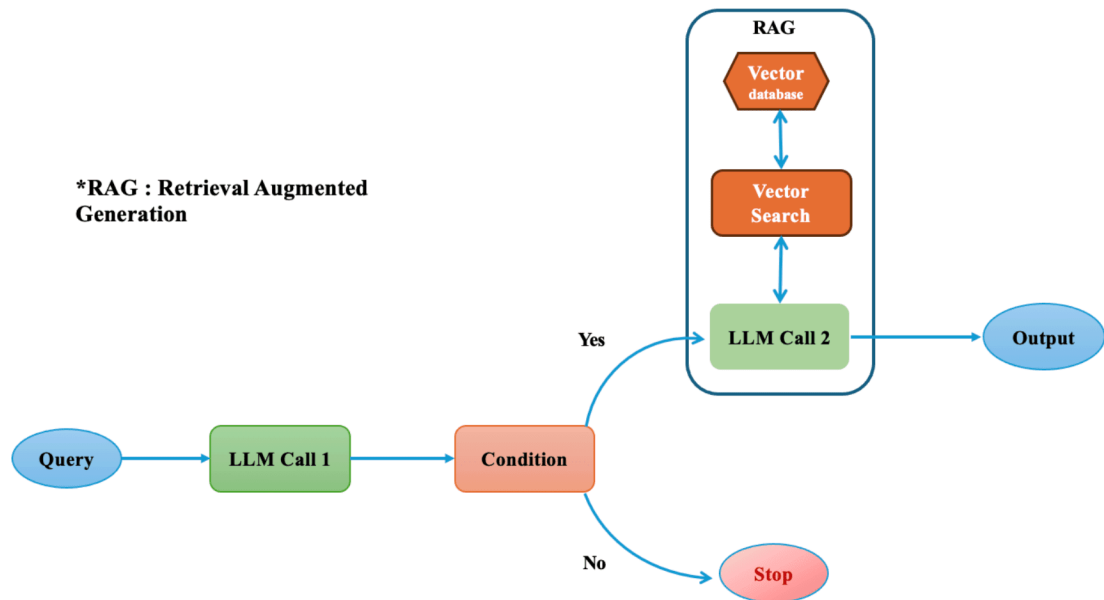 RAG
Vector
database
*RAG : Retrieval Augmented
Generation
Vector
Search
Yes
LLM Call 2
Output
Query
LLM Call 1
Condition
No
Stop